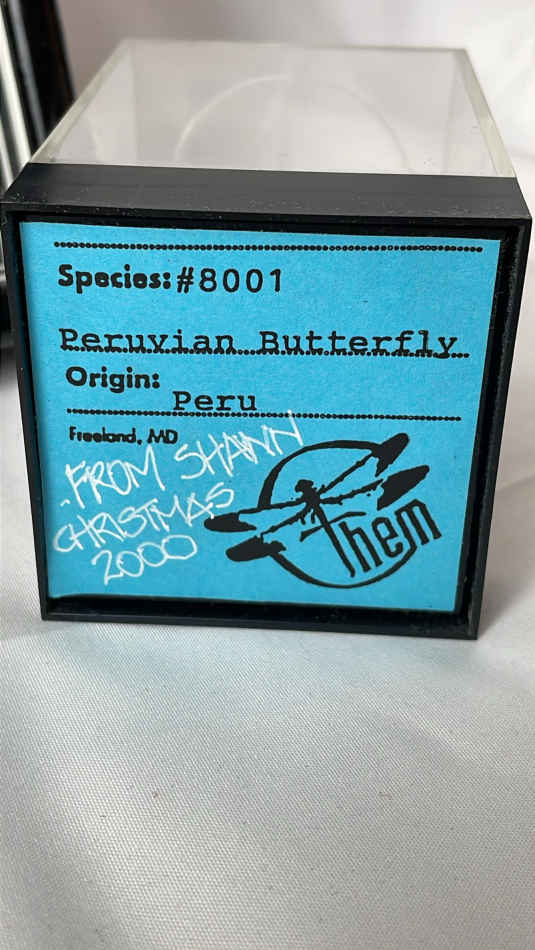 Species: #8001
Peruvian Butterfly
Origin:
Peru
Freeland, MD
.FROM SHAWN
CHRISTMAS
2000
Them